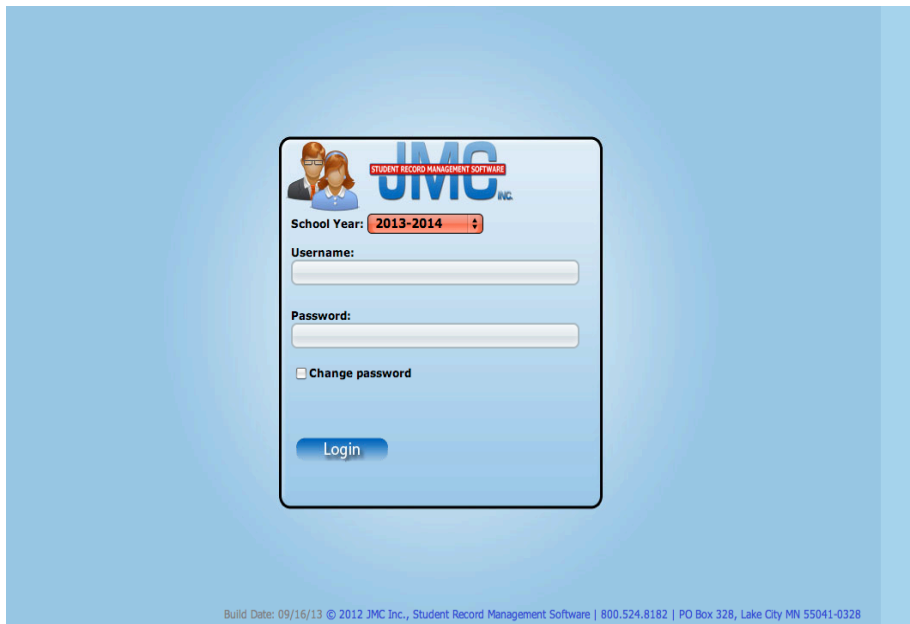 JMC
STUDENT RECORD MANAGEMENT SOFTWARE
INC.
School Year: 2013-2014
Username:
Password:
Change password
Login
Build Date: 09/16/13 © 2012 JMC Inc., Student Record Management Software | 800.524.8182 | PO Box 328, Lake City MN 55041-0328